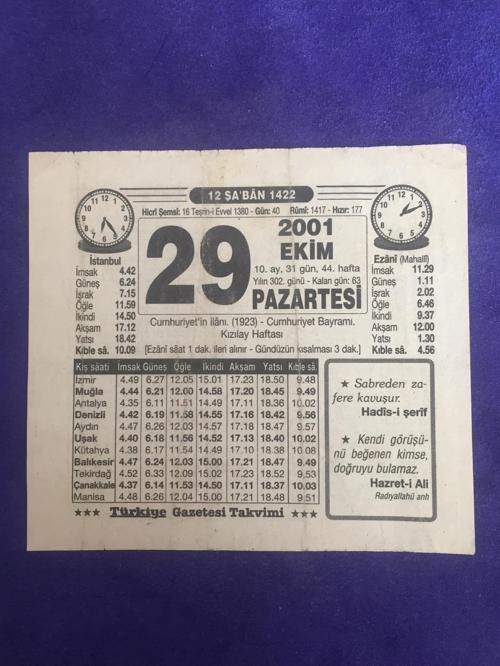 12 ŞA'BÂN 1422
Hicrî Şemsî: 16 Teşrîn-i Evvel 1380 - Gün: 40 Rûmî: 1417 - Hızır: 177
İstanbul
İmsak 4.42
Güneş 6.24
İşrak 7.15
Öğle 11.59
İkindi 14.50
Akşam 17.12
Yatsı 18.42
Kıble sâ. 10.09
29
2001
EKİM
10. ay, 31 gün, 44. hafta
Yılın 302. günü - Kalan gün: 63
PAZARTESİ
Cumhuriyet'in ilânı. (1923) - Cumhuriyet Bayramı.
Kızılay Haftası
[Ezânî sâat 1 dak. ileri alınır - Gündüzün kısalması 3 dak.]
Ezânî (Mahallî)
İmsak 11.29
Güneş 1.11
İşrak 2.02
Öğle 6.46
İkindi 9.37
Akşam 12.00
Yatsı 1.30
Kıble sâ. 4.56
Kış sâati İmsak Güneş Öğle İkindi Akşam Yatsı Kıble sâ.
İzmir 4.49 6.27 12.05 15.01 17.23 18.50 9.48
Muğla 4.44 6.21 12.00 14.58 17.20 18.45 9.49
Antalya 4.35 6.11 11.51 14.49 17.11 18.36 10.02
Denizli 4.42 6.19 11.58 14.55 17.16 18.42 9.56
Aydın 4.47 6.26 12.03 14.57 17.18 18.47 9.57
Uşak 4.40 6.18 11.56 14.52 17.13 18.40 10.02
Kütahya 4.38 6.17 11.54 14.49 17.10 18.38 10.08
Balıkesir 4.47 6.24 12.03 15.00 17.21 18.47 9.49
Tekirdağ 4.52 6.33 12.09 15.02 17.23 18.52 9.53
Çanakkale 4.37 6.14 11.53 14.50 17.11 18.37 10.03
Manisa 4.48 6.26 12.04 15.00 17.21 18.48 9.51
★ Sabreden za-
fere kavuşur.
Hadîs-i şerîf
★ Kendi görüşü-
nü beğenen kimse,
doğruyu bulamaz.
Hazret-i Ali
Radıyallahü anh
★★★ Türkiye Gazetesi Takvimi ★★★